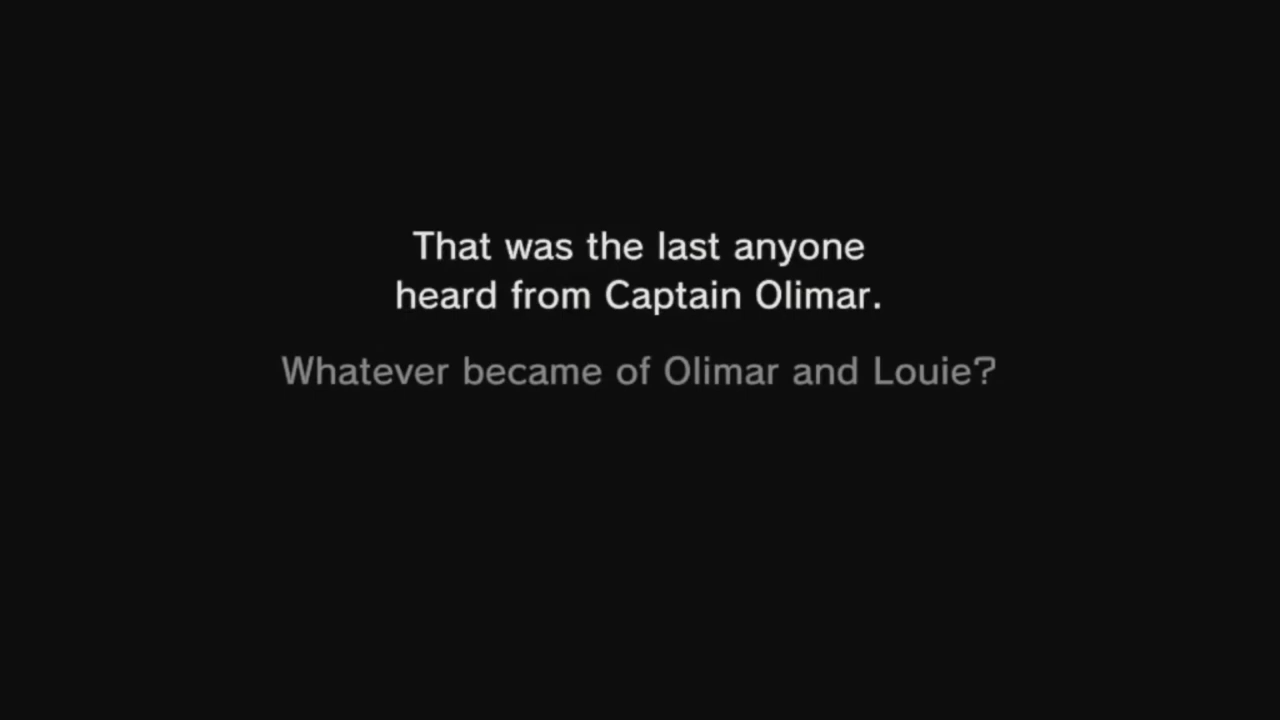 That was the last anyone
heard from Captain Olimar.
Whatever became of Olimar and Louie?